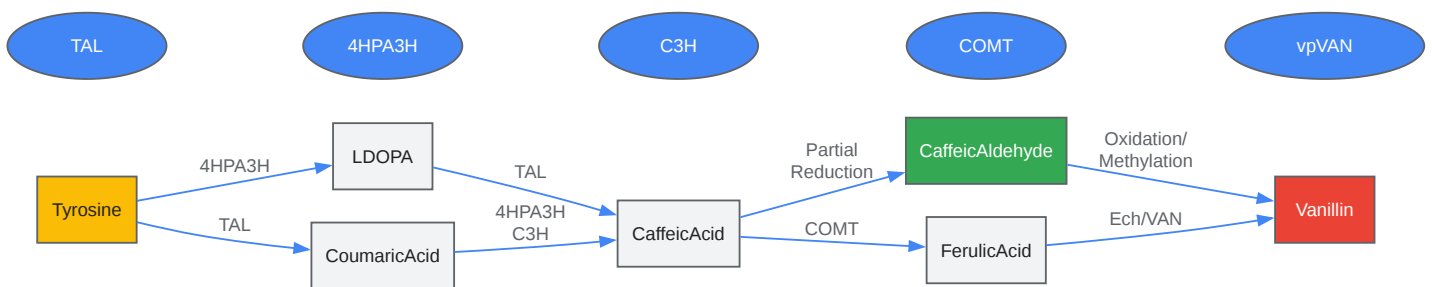 TAL
4HPA3H
C3H
COMT
vpVAN
Tyrosine
4HPA3H
TAL
LDOPA
CoumaricAcid
TAL
4HPA3H
C3H
CaffeicAcid
Partial
Reduction
COMT
CaffeicAldehyde
FerulicAcid
Oxidation/
Methylation
Ech/VAN
Vanillin